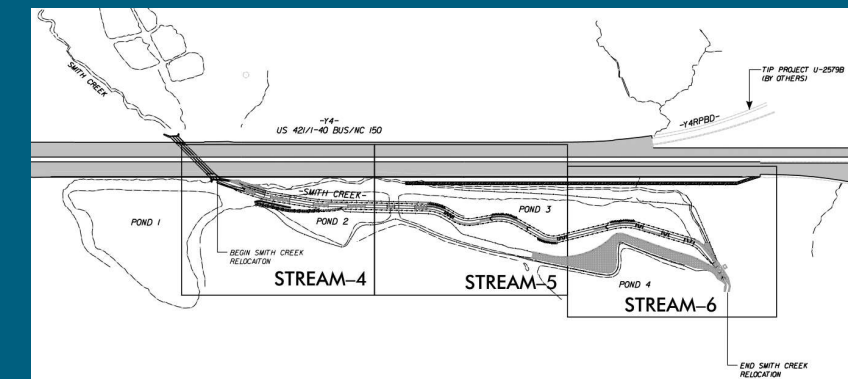 SMITH CREEK
-Y4-
US 421/I-40 BUS/NC 150
TIP PROJECT U-2579B
(BY OTHERS)
-Y4RPBD-
-SMITH CREEK-
POND 1
POND 2
POND 3
BEGIN SMITH CREEK
RELOCAITON
STREAM-4
STREAM-5
POND 4
STREAM-6
END SMITH CREEK
RELOCATION